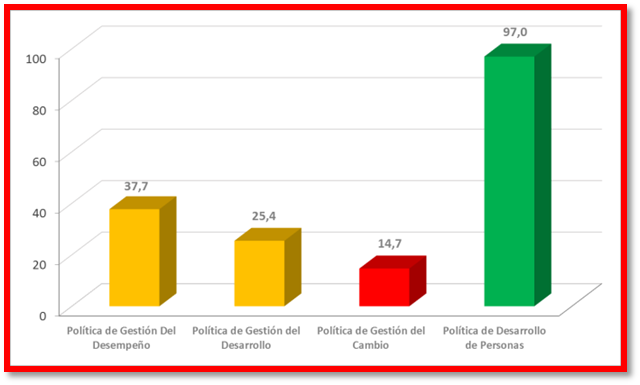 97,0
100
80
60
37,7
40
25,4
14,7
20
0
Política de Gestión Del
Desempeño
Política de Gestión del
Desarrollo
Política de Gestión del
Cambio
Política de Desarrollo
de Personas